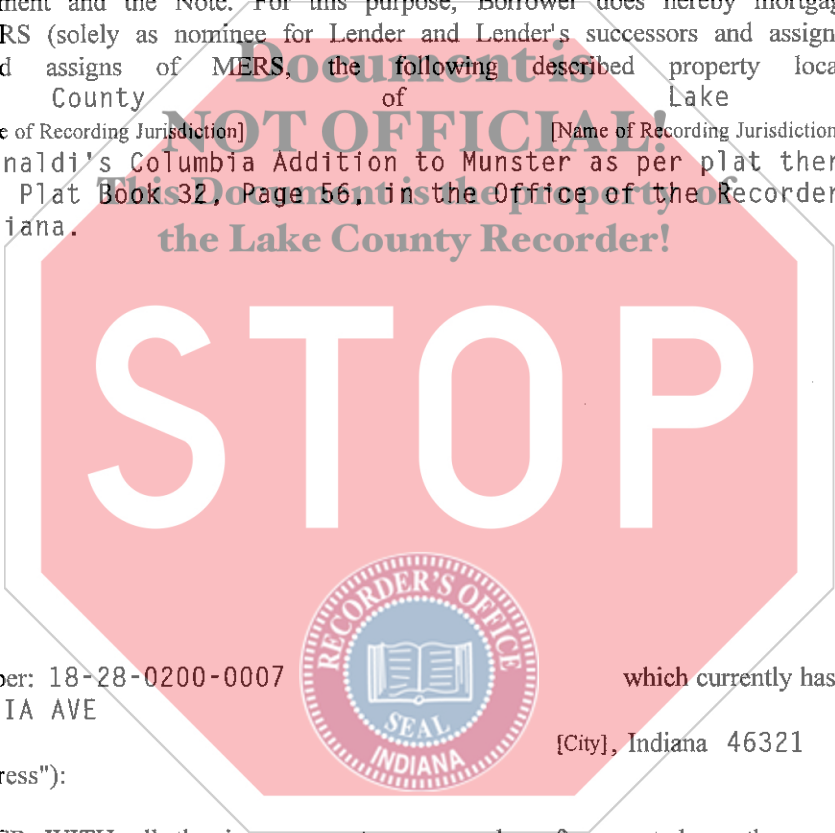 ment and the Note. For this purpose, Borrower does hereby mortgag
RS (solely as nominee for Lender and Lender's successors and assign
d assigns of MERS, the following described property loca
Document is
County of Lake
NOT OFFICIAL!
e of Recording Jurisdiction] [Name of Recording Jurisdiction
naldi's Columbia Addition to Munster as per plat ther
Plat Book 32, Page 56, in the Office of the Recorder
This Document is the property of
iana.
the Lake County Recorder!
STOP
RECORDER'S OFFICE
SEAL
INDIANA
ber: 18-28-0200-0007 which currently has
IA AVE
[City], Indiana 46321
ress"):